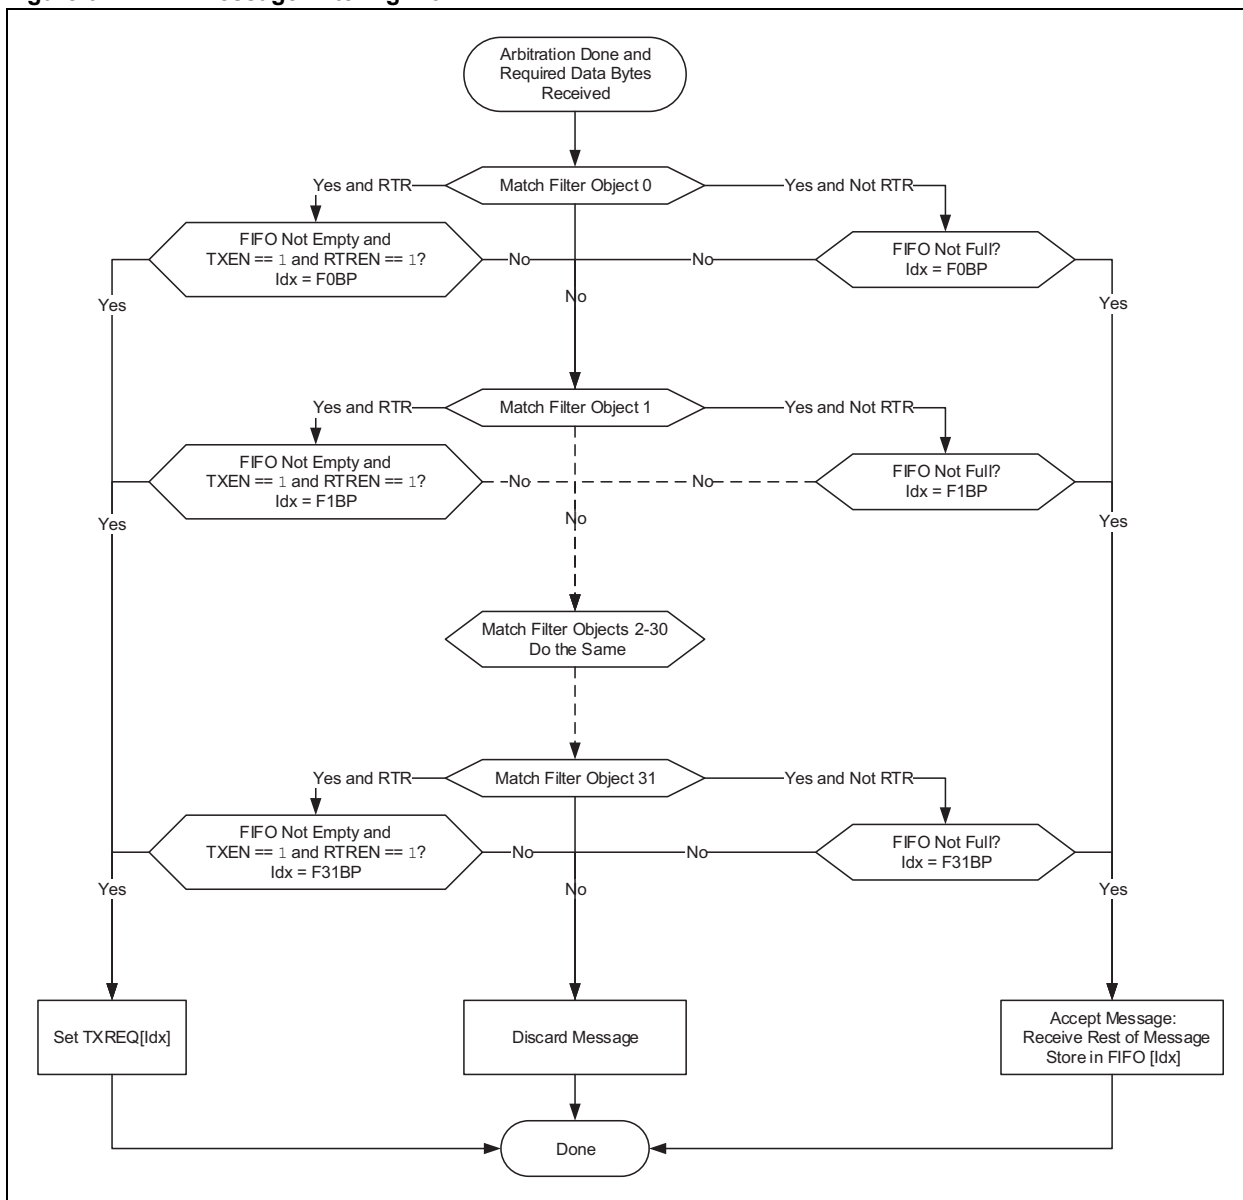 Arbitration Done and
Required Data Bytes
Received
Yes and RTR
Match Filter Object 0
Yes and Not RTR
FIFO Not Empty and
TXEN == 1 and RTREN == 1?
Idx = F0BP
No
No
FIFO Not Full?
Idx = F0BP
Yes
No
Yes
Yes and RTR
Match Filter Object 1
Yes and Not RTR
FIFO Not Empty and
TXEN == 1 and RTREN == 1?
Idx = F1BP
No
No
FIFO Not Full?
Idx = F1BP
Yes
No
Yes
Match Filter Objects 2-30
Do the Same
Yes and RTR
Match Filter Object 31
Yes and Not RTR
FIFO Not Empty and
TXEN == 1 and RTREN == 1?
Idx = F31BP
No
No
FIFO Not Full?
Idx = F31BP
Yes
No
Yes
Set TXREQ[Idx]
Discard Message
Accept Message:
Receive Rest of Message
Store in FIFO [Idx]
Done